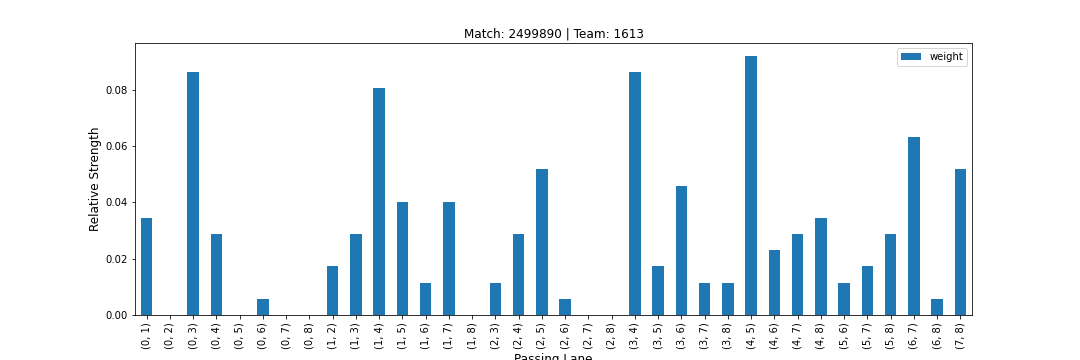 Match: 2499890 | Team: 1613
weight
0.08
0.06
0.04
0.02
0.00
Relative Strength
(0, 1) (0, 2) (0, 3) (0, 4) (0, 5) (0, 6) (0, 7) (0, 8) (1, 2) (1, 3) (1, 4) (1, 5) (1, 6) (1, 7) (1, 8) (2, 3) (2, 4) (2, 5) (2, 6) (2, 7) (2, 8) (3, 4) (3, 5) (3, 6) (3, 7) (3, 8) (4, 5) (4, 6) (4, 7) (4, 8) (5, 6) (5, 7) (5, 8) (6, 7) (6, 8) (7, 8)
Passing Lane